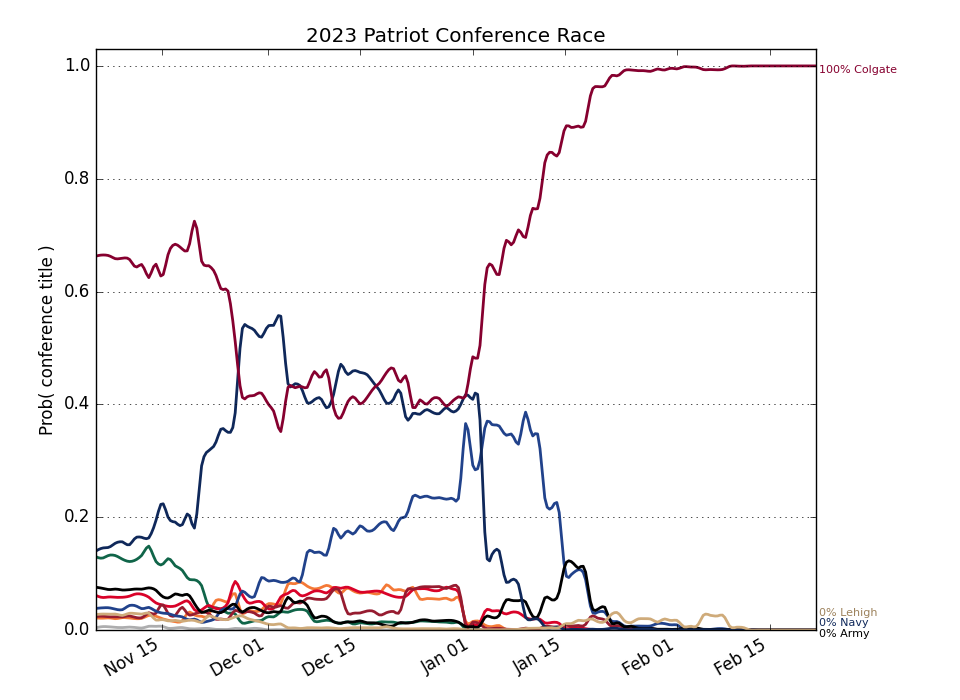 2023 Patriot Conference Race
Prob( conference title )
1.0
0.8
0.6
0.4
0.2
0.0
Nov 15
Dec 01
Dec 15
Jan 01
Jan 15
Feb 01
Feb 15
100% Colgate
0% Lehigh
0% Navy
0% Army